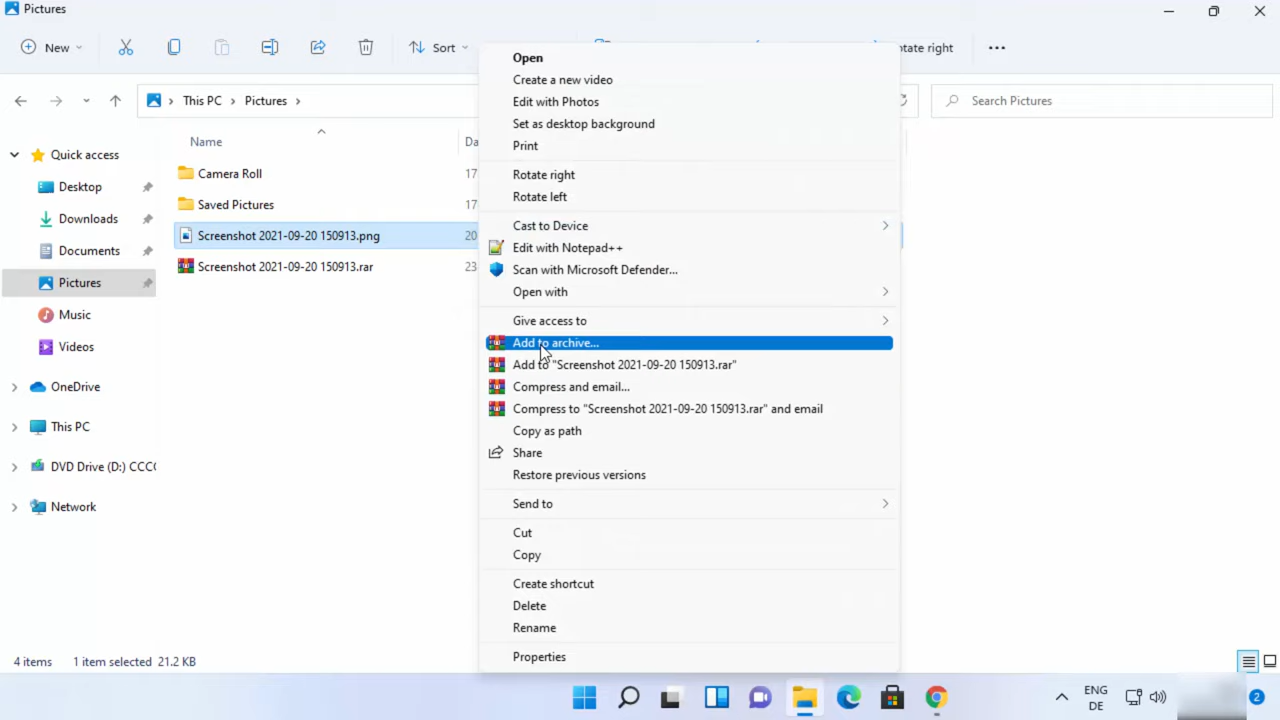 Pictures
New
Sort
Rotate right
This PC
Pictures
Search Pictures
Name
Quick access
Desktop
Downloads
Documents
Pictures
Music
Videos
OneDrive
This PC
DVD Drive (D:) CCC
Network
Camera Roll
17
Saved Pictures
17
Screenshot 2021-09-20 150913.png
20
Screenshot 2021-09-20 150913.rar
23
Open
Create a new video
Edit with Photos
Set as desktop background
Print
Rotate right
Rotate left
Cast to Device
Edit with Notepad++
Scan with Microsoft Defender...
Open with
Give access to
Add to archive...
Add to "Screenshot 2021-09-20 150913.rar"
Compress and email...
Compress to "Screenshot 2021-09-20 150913.rar" and email
Copy as path
Share
Restore previous versions
Send to
Cut
Copy
Create shortcut
Delete
Rename
Properties
4 items 1 item selected 21.2 KB
ENG
DE
2